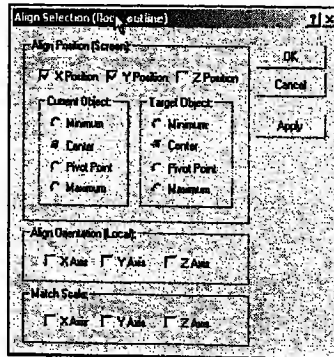 Align Selection (floor outline)
Align Position (Screen):
X Position Y Position Z Position
Current Object: Target Object:
Minimum Minimum
Center Center
Pivot Point Pivot Point
Maximum Maximum
OK
Cancel
Apply
Align Orientation (Local):
X Axis Y Axis Z Axis
Match Scale:
X Axis Y Axis Z Axis